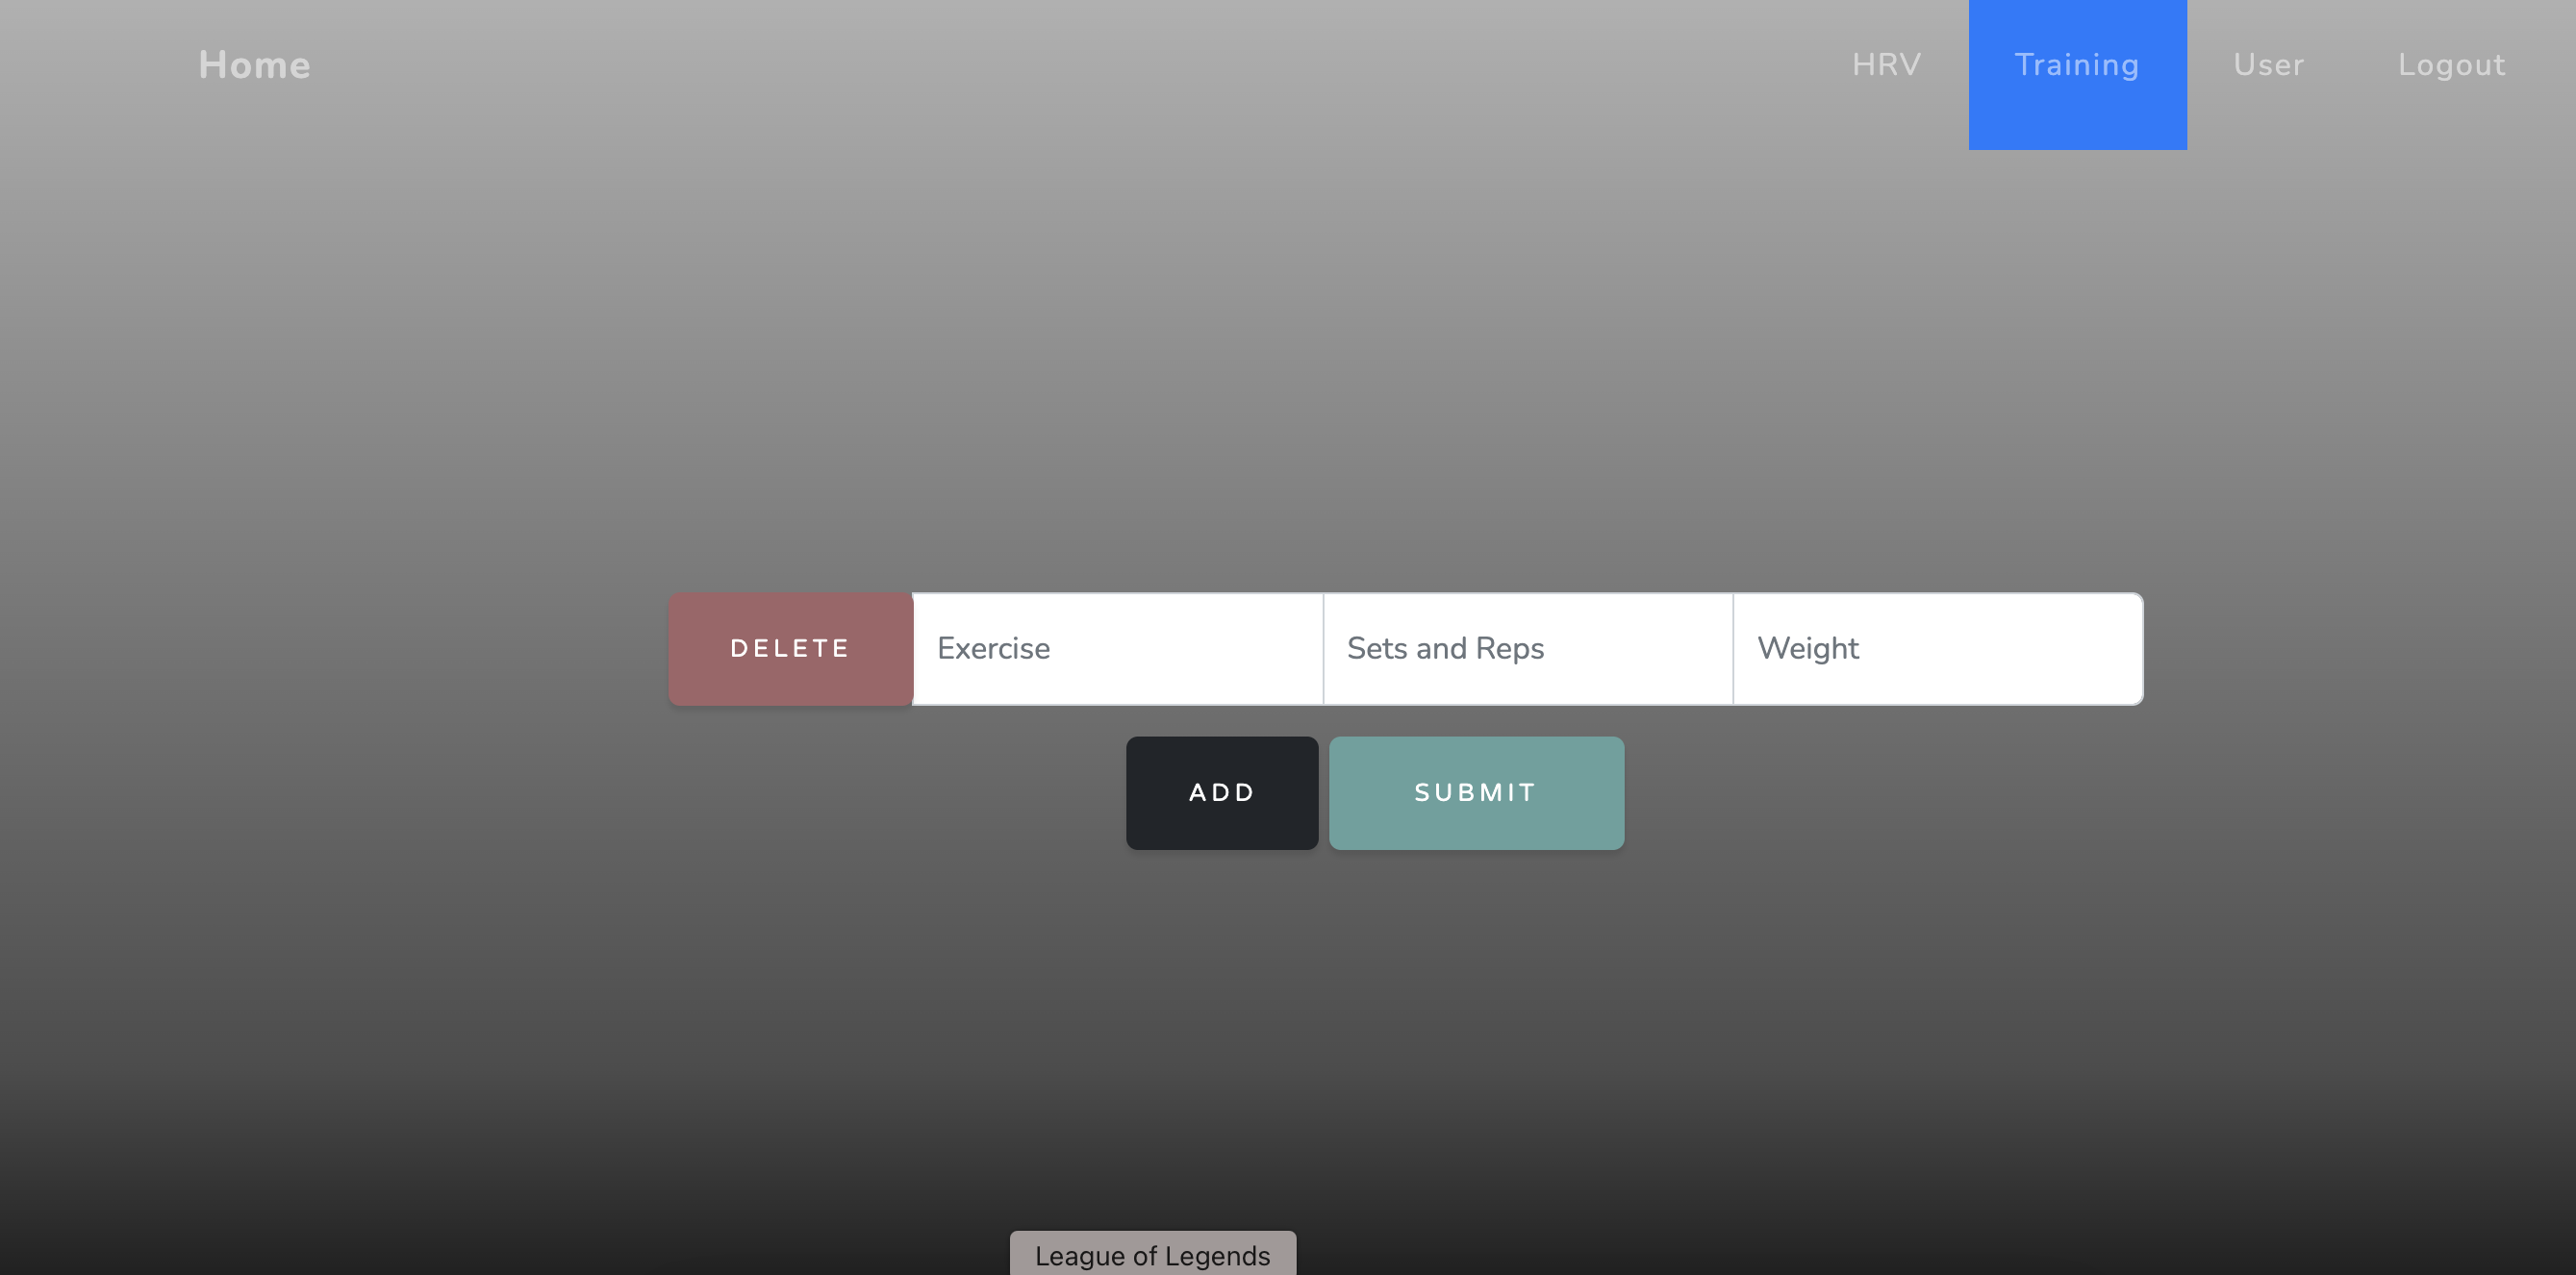 Home HRV Training User Logout
DELETE Exercise Sets and Reps Weight
ADD SUBMIT
League of Legends